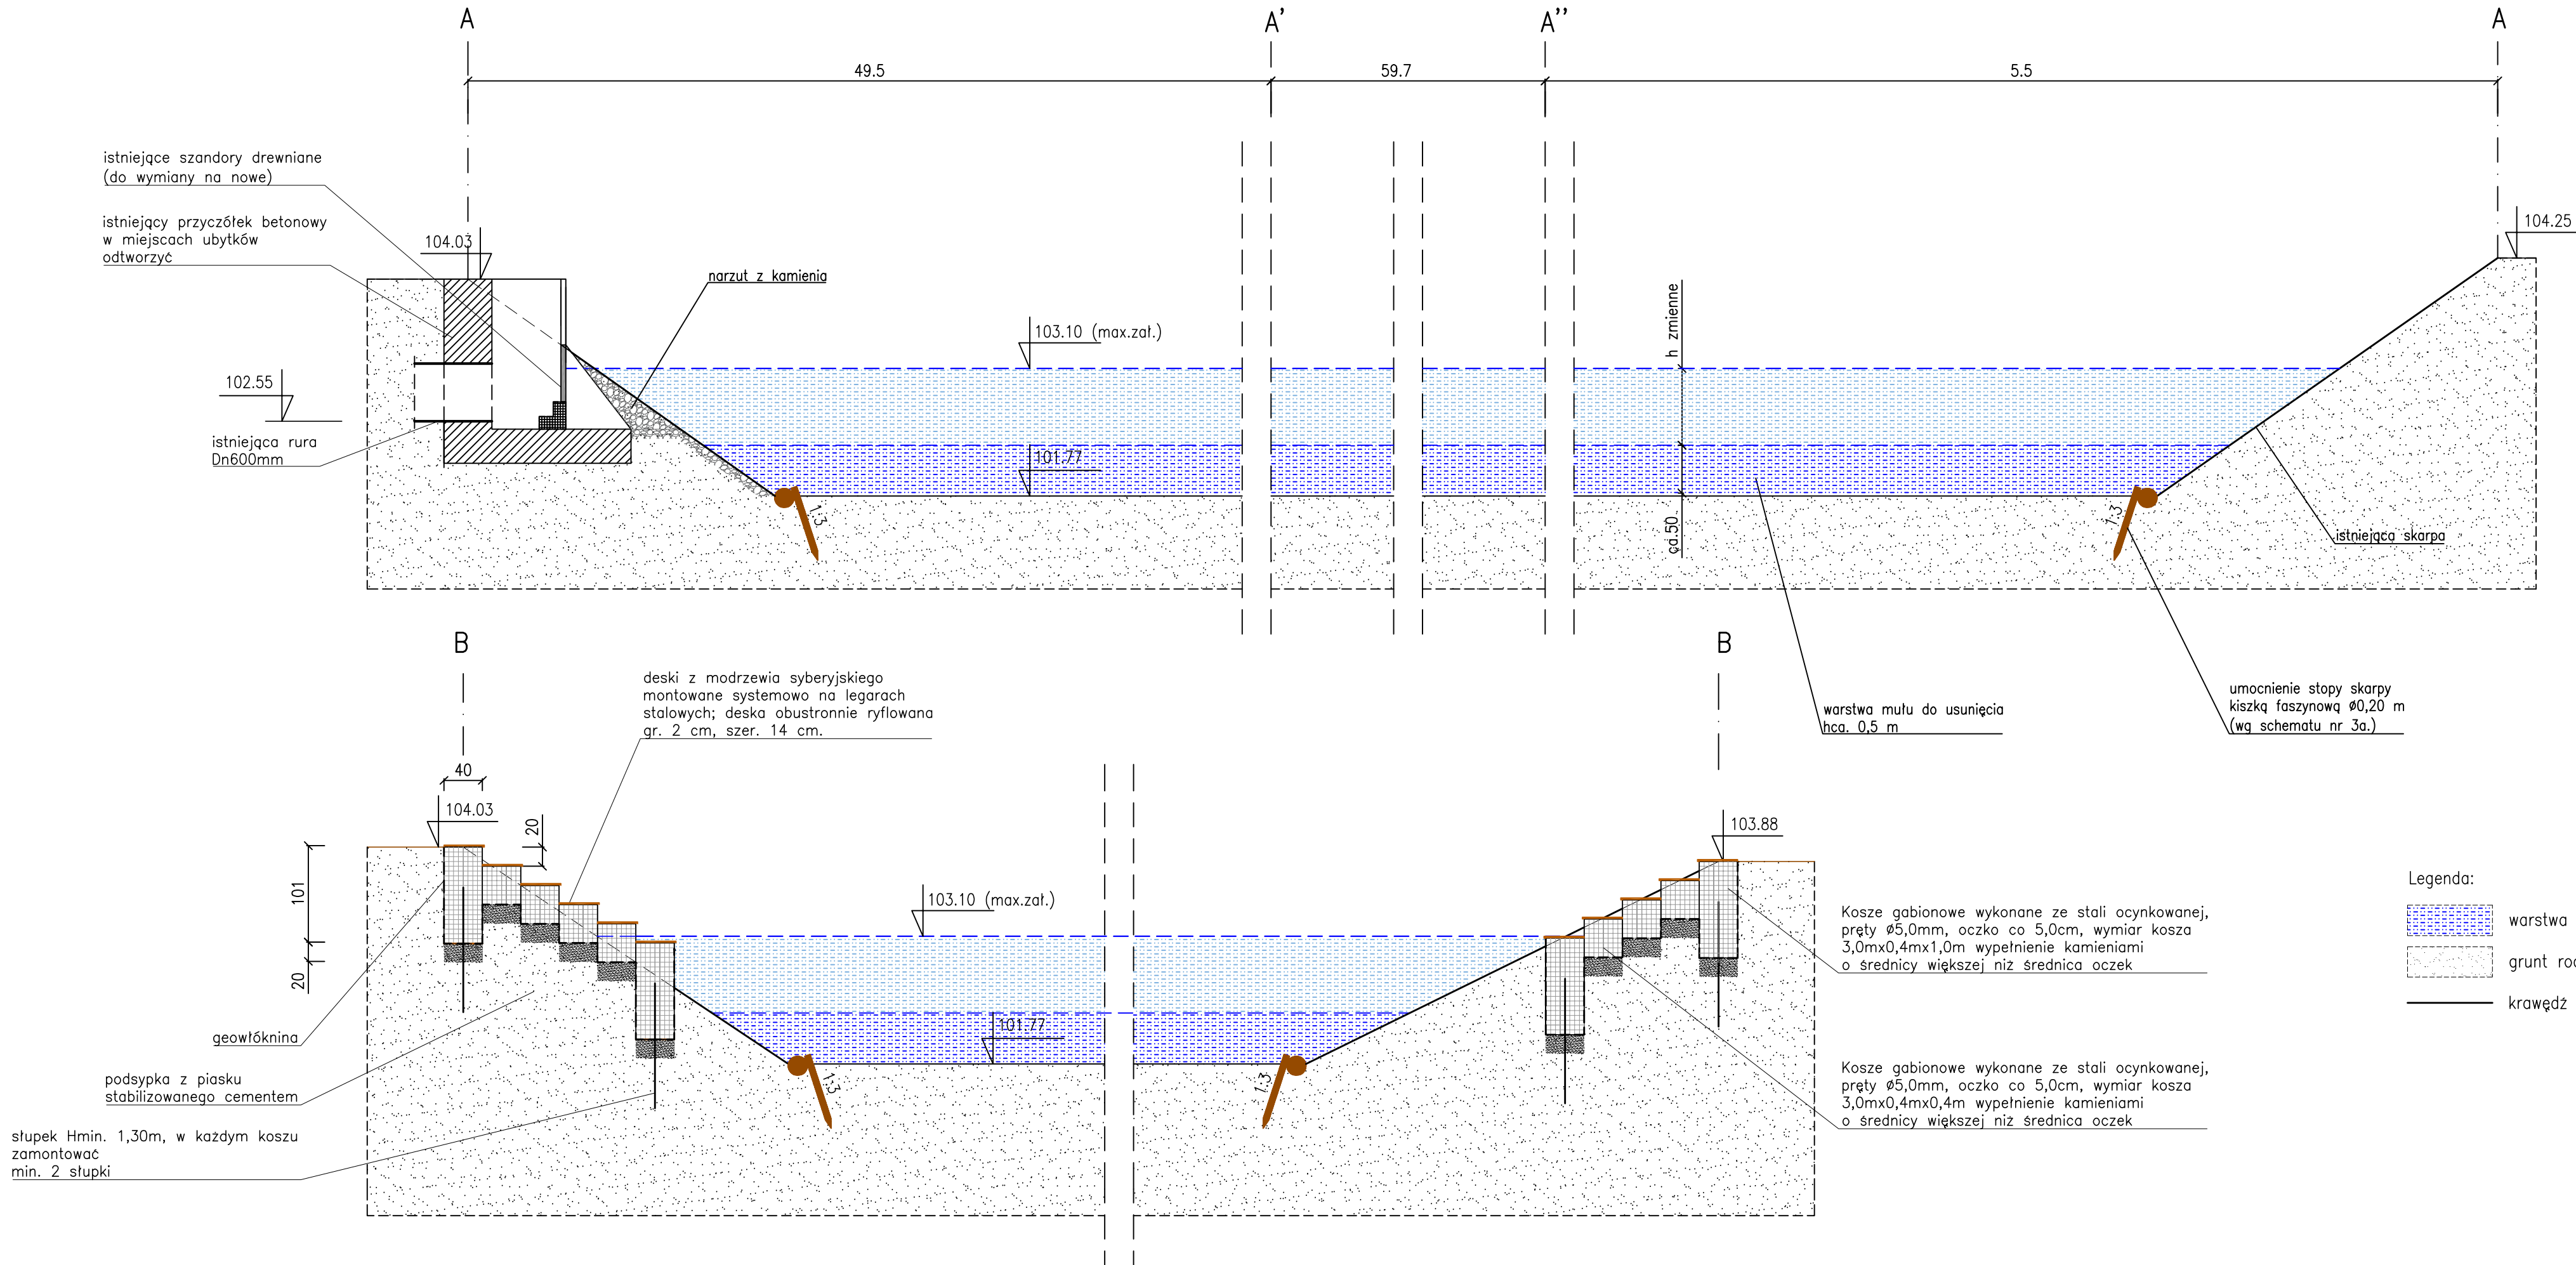 A
A'
A''
A
49.5
59.7
5.5
istniejące szandory drewniane
(do wymiany na nowe)
istniejący przyczółek betonowy
w miejscach ubytków
odtworzyć
104.03
narzut z kamienia
103.10 (max.zał.)
h zmienne
104.25
102.55
istniejąca rura
Dn600mm
101.77
1:3
ca.50
1:3
istniejąca skarpa
warstwa mułu do usunięcia
hca. 0,5 m
umocnienie stopy skarpy
kiszką faszynową ø0,20 m
(wg schematu nr 3a.)
B
B
deski z modrzewia syberyjskiego
montowane systemowo na legarach
stalowych; deska obustronnie ryflowana
gr. 2 cm, szer. 14 cm.
40
104.03
20
101
20
103.10 (max.zał.)
103.88
101.77
1:3
1:3
geowłóknina
podsypka z piasku
stabilizowanego cementem
słupek Hmin. 1,30m, w każdym koszu
zamontować
min. 2 słupki
Kosze gabionowe wykonane ze stali ocynkowanej,
pręty ø5,0mm, oczko co 5,0cm, wymiar kosza
3,0mx0,4mx1,0m wypełnienie kamieniami
o średnicy większej niż średnica oczek
Kosze gabionowe wykonane ze stali ocynkowanej,
pręty ø5,0mm, oczko co 5,0cm, wymiar kosza
3,0mx0,4mx0,4m wypełnienie kamieniami
o średnicy większej niż średnica oczek
Legenda:
warstwa
grunt
krawędź